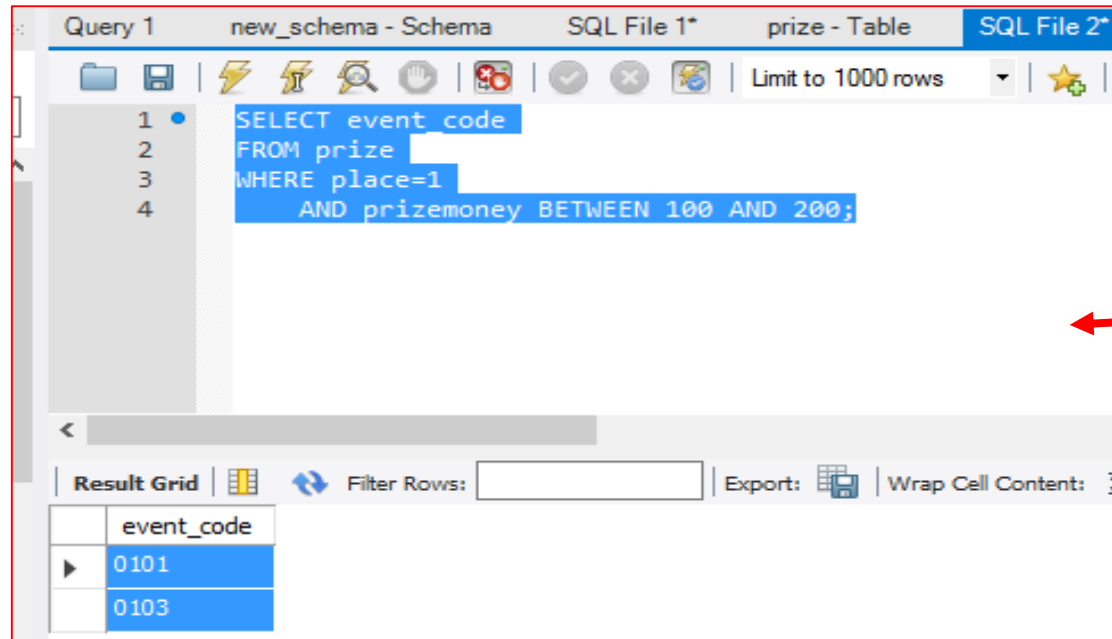 Query 1 new_schema - Schema SQL File 1* prize - Table SQL File 2*
Limit to 1000 rows
1 SELECT event_code
2 FROM prize
3 WHERE place=1
4 AND prizemoney BETWEEN 100 AND 200;
Result Grid Filter Rows: Export: Wrap Cell Content:
event_code
0101
0103